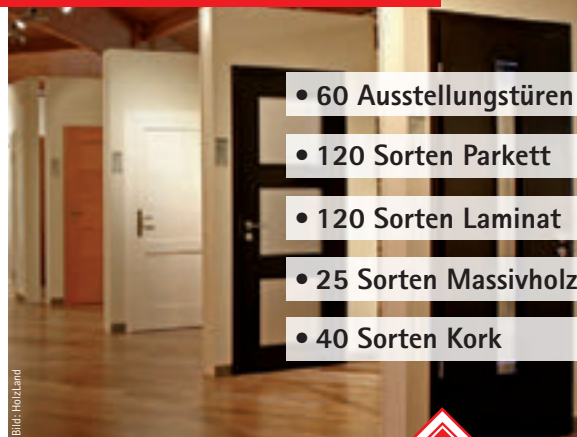 • 60 Ausstellungstüren
• 120 Sorten Parkett
• 120 Sorten Laminat
• 25 Sorten Massivholz
• 40 Sorten Kork
Bild: HolzLand